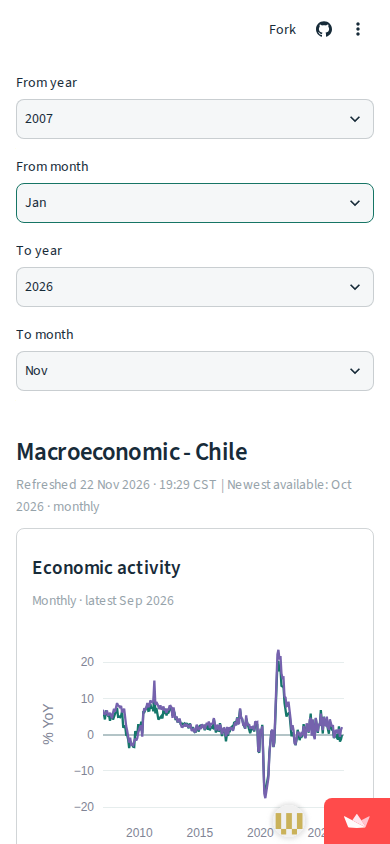 Fork
From year
2007
From month
Jan
To year
2026
To month
Nov
Macroeconomic - Chile
Refreshed 22 Nov 2026 · 19:29 CST | Newest available: Oct
2026 · monthly
Economic activity
Monthly · latest Sep 2026
% YoY
20
10
0
−10
−20
2010
2015
2020